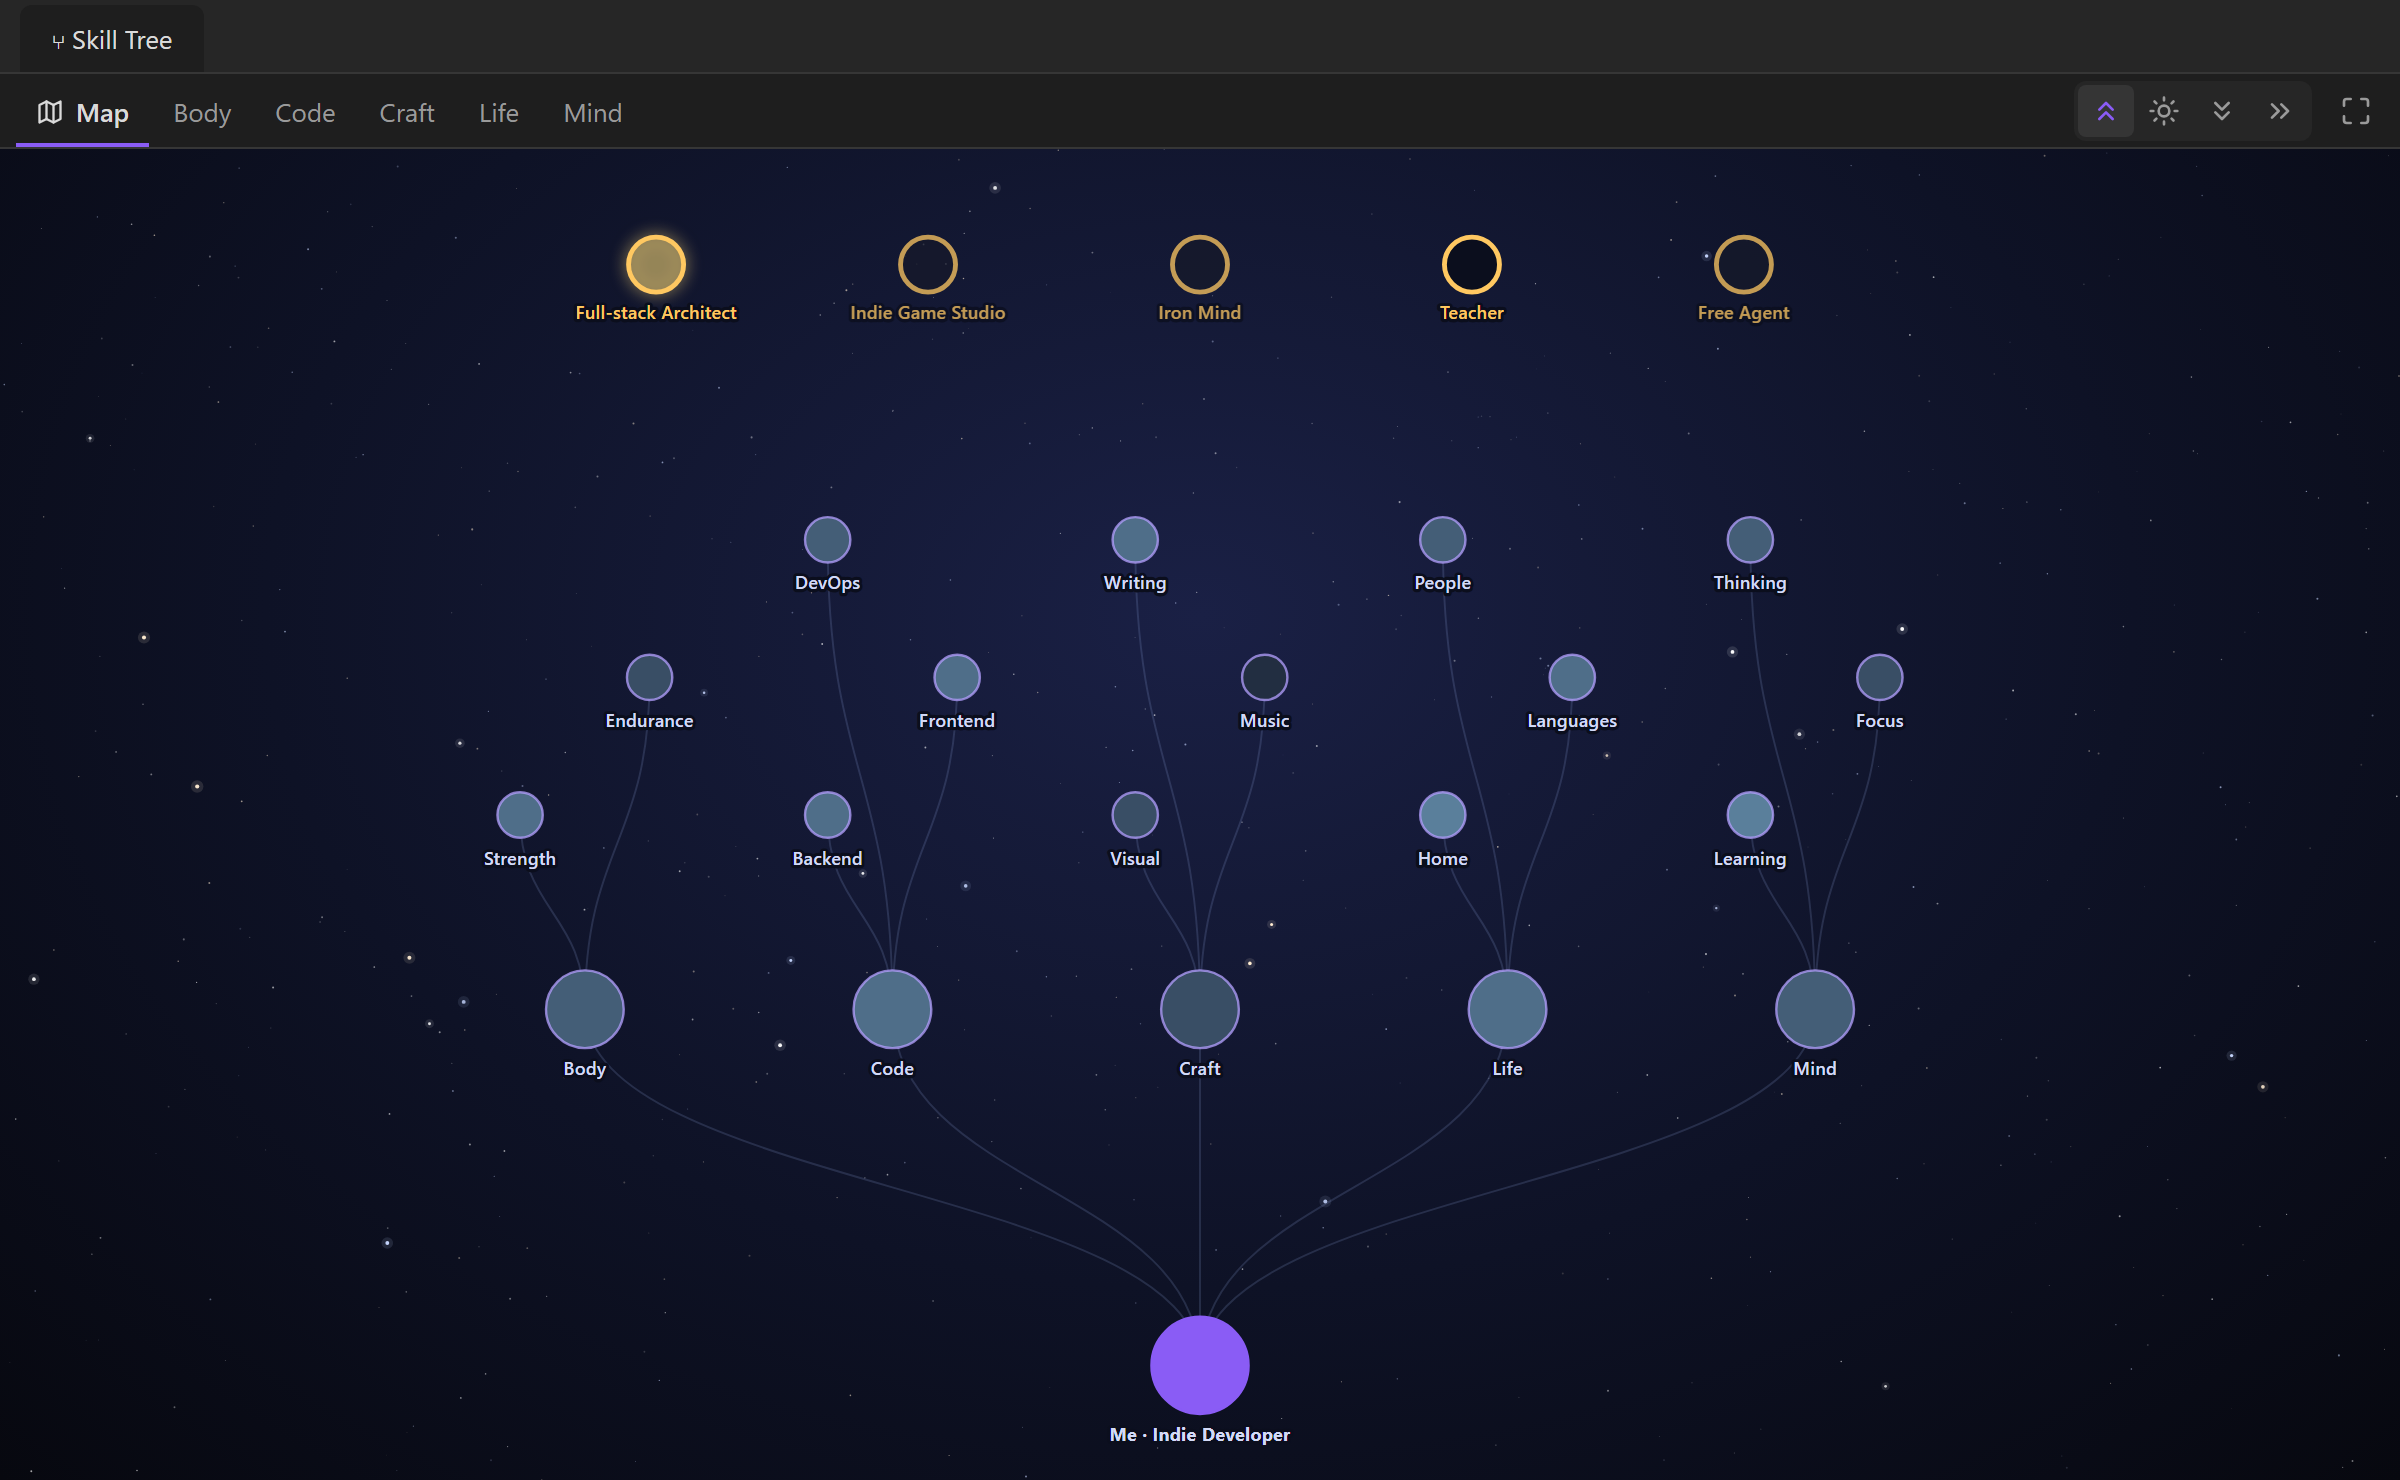 Skill Tree
Map Body Code Craft Life Mind
Full-stack Architect Indie Game Studio Iron Mind Teacher Free Agent
DevOps Writing People Thinking
Endurance Frontend Music Languages Focus
Strength Backend Visual Home Learning
Body Code Craft Life Mind
Me · Indie Developer